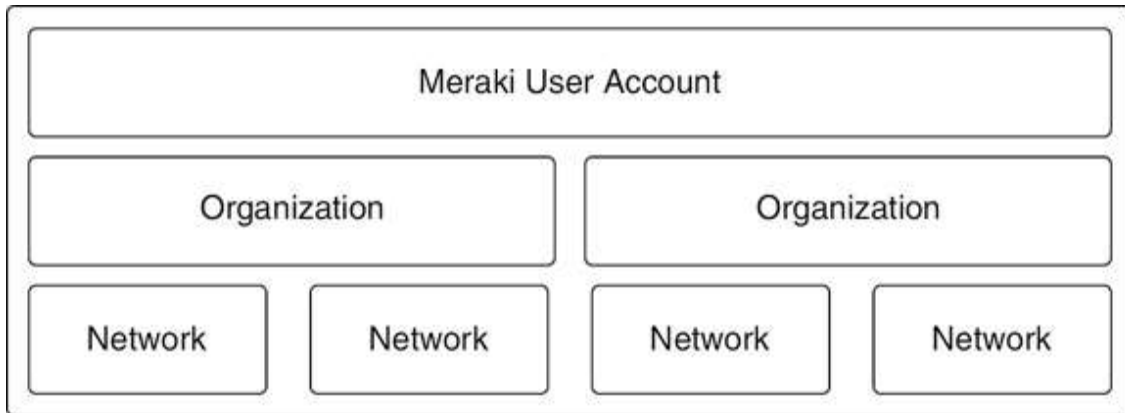 Meraki User Account
Organization
Organization
Network
Network
Network
Network